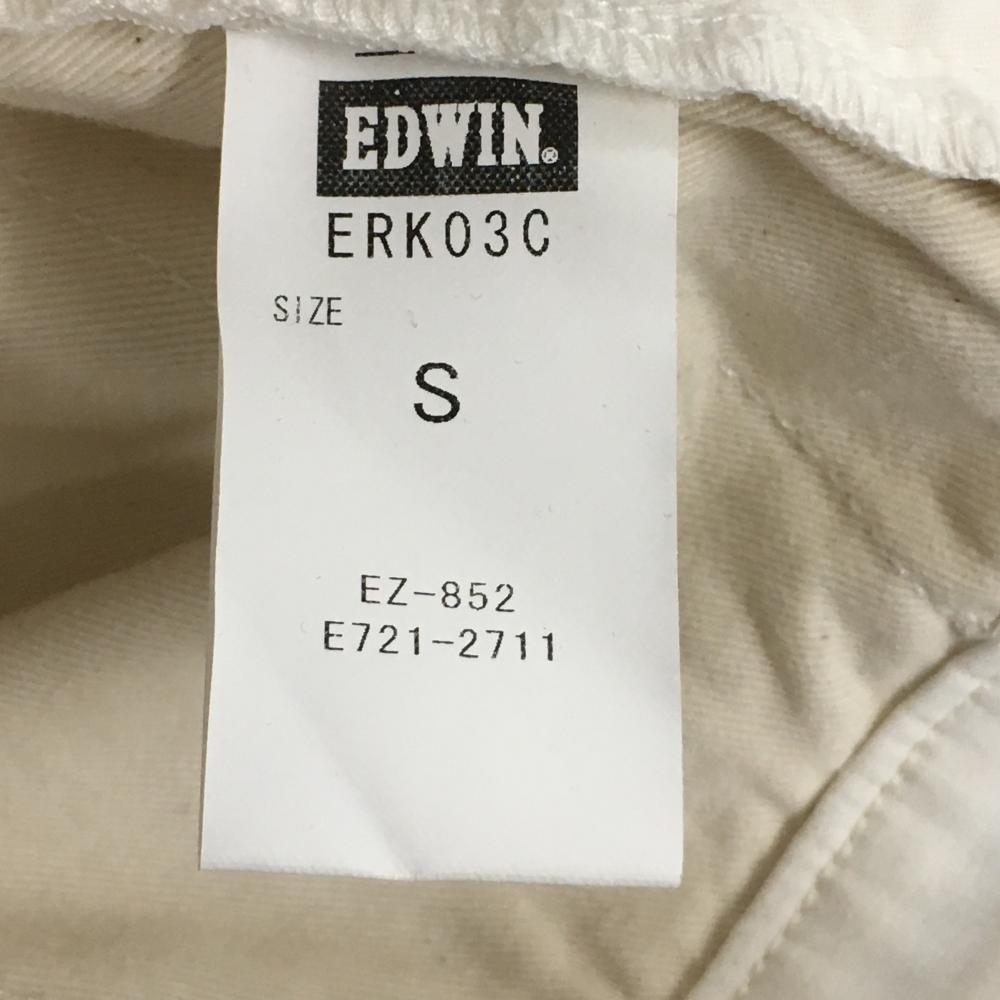 EDWIN®
ERK03C
SIZE
S
EZ-852
E721-2711